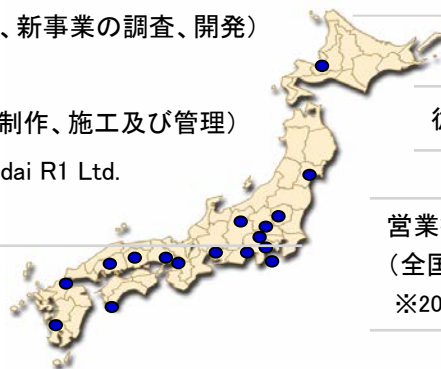 、新事業の調査、開発）
制作、施工及び管理）
dai R1 Ltd.
営業
（全国
※20